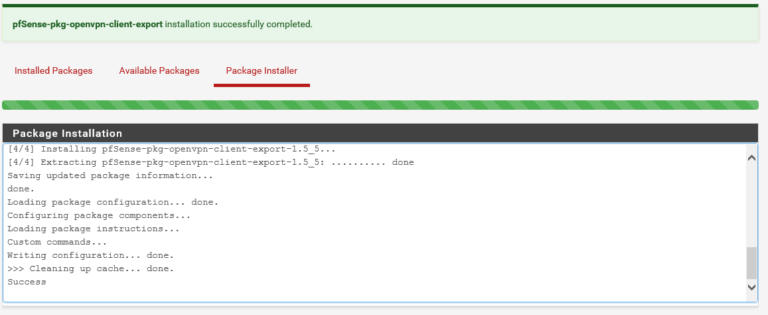 pfSense-pkg-openvpn-client-export installation successfully completed.
Installed Packages Available Packages Package Installer
Package Installation
[4/4] Installing pfSense-pkg-openvpn-client-export-1.5_5...
[4/4] Extracting pfSense-pkg-openvpn-client-export-1.5_5: .......... done
Saving updated package information...
done.
Loading package configuration... done.
Configuring package components...
Loading package instructions...
Custom commands...
Writing configuration... done.
>>> Cleaning up cache... done.
Success